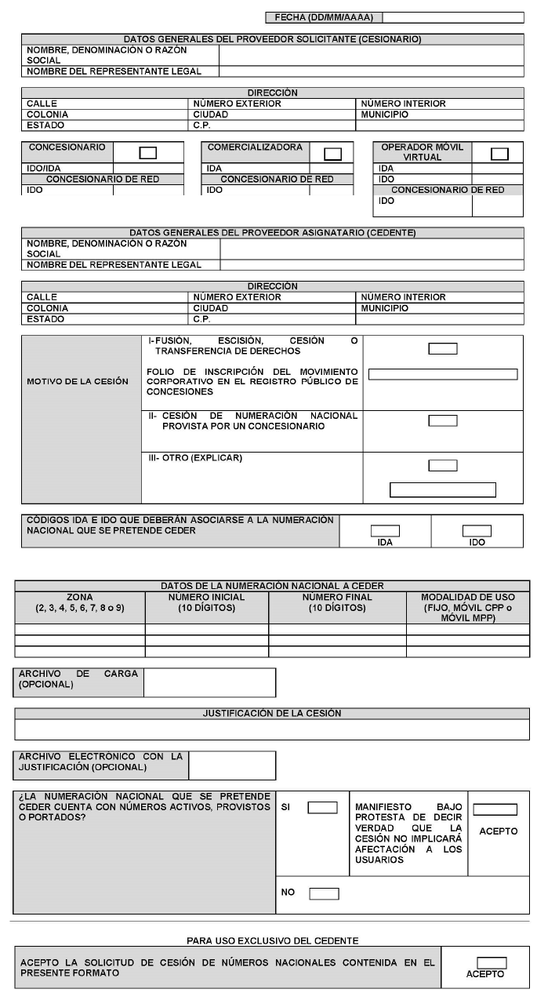 FECHA (DD/MM/AAAA)
DATOS GENERALES DEL PROVEEDOR SOLICITANTE (CESIONARIO)
NOMBRE, DENOMINACIÓN O RAZÓN
SOCIAL
NOMBRE DEL REPRESENTANTE LEGAL
DIRECCIÓN
CALLE NÚMERO EXTERIOR NÚMERO INTERIOR
COLONIA CIUDAD MUNICIPIO
ESTADO C.P.
CONCESIONARIO
IDO/IDA
CONCESIONARIO DE RED
IDO
COMERCIALIZADORA
IDA
CONCESIONARIO DE RED
IDO
OPERADOR MÓVIL
VIRTUAL
IDA
IDO
CONCESIONARIO DE RED
IDO
DATOS GENERALES DEL PROVEEDOR ASIGNATARIO (CEDENTE)
NOMBRE, DENOMINACIÓN O RAZÓN
SOCIAL
NOMBRE DEL REPRESENTANTE LEGAL
DIRECCIÓN
CALLE NÚMERO EXTERIOR NÚMERO INTERIOR
COLONIA CIUDAD MUNICIPIO
ESTADO C.P.
MOTIVO DE LA CESIÓN
I-FUSIÓN, ESCISIÓN, CESIÓN O
TRANSFERENCIA DE DERECHOS
FOLIO DE INSCRIPCIÓN DEL MOVIMIENTO
CORPORATIVO EN EL REGISTRO PÚBLICO DE
CONCESIONES
II- CESIÓN DE NUMERACIÓN NACIONAL
PROVISTA POR UN CONCESIONARIO
III- OTRO (EXPLICAR)
CÓDIGOS IDA E IDO QUE DEBERÁN ASOCIARSE A LA NUMERACIÓN
NACIONAL QUE SE PRETENDE CEDER
IDA IDO
DATOS DE LA NUMERACIÓN NACIONAL A CEDER
ZONA
(2, 3, 4, 5, 6, 7, 8 o 9)
NÚMERO INICIAL
(10 DÍGITOS)
NÚMERO FINAL
(10 DÍGITOS)
MODALIDAD DE USO
(FIJO, MÓVIL CPP o
MÓVIL MPP)
ARCHIVO DE CARGA
(OPCIONAL)
JUSTIFICACIÓN DE LA CESIÓN
ARCHIVO ELECTRÓNICO CON LA
JUSTIFICACIÓN (OPCIONAL)
¿LA NUMERACIÓN NACIONAL QUE SE PRETENDE
CEDER CUENTA CON NÚMEROS ACTIVOS, PROVISTOS
O PORTADOS?
SI
MANIFIESTO BAJO
PROTESTA DE DECIR
VERDAD QUE LA
CESIÓN NO IMPLICARÁ
AFECTACIÓN A LOS
USUARIOS
ACEPTO
NO
PARA USO EXCLUSIVO DEL CEDENTE
ACEPTO LA SOLICITUD DE CESIÓN DE NÚMEROS NACIONALES CONTENIDA EN EL
PRESENTE FORMATO
ACEPTO